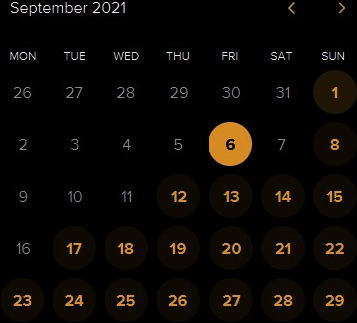 September 2021
MON TUE WED THU FRI SAT SUN
26 27 28 29 30 31 1
2 3 4 5 6 7 8
9 10 11 12 13 14 15
16 17 18 19 20 21 22
23 24 25 26 27 28 29